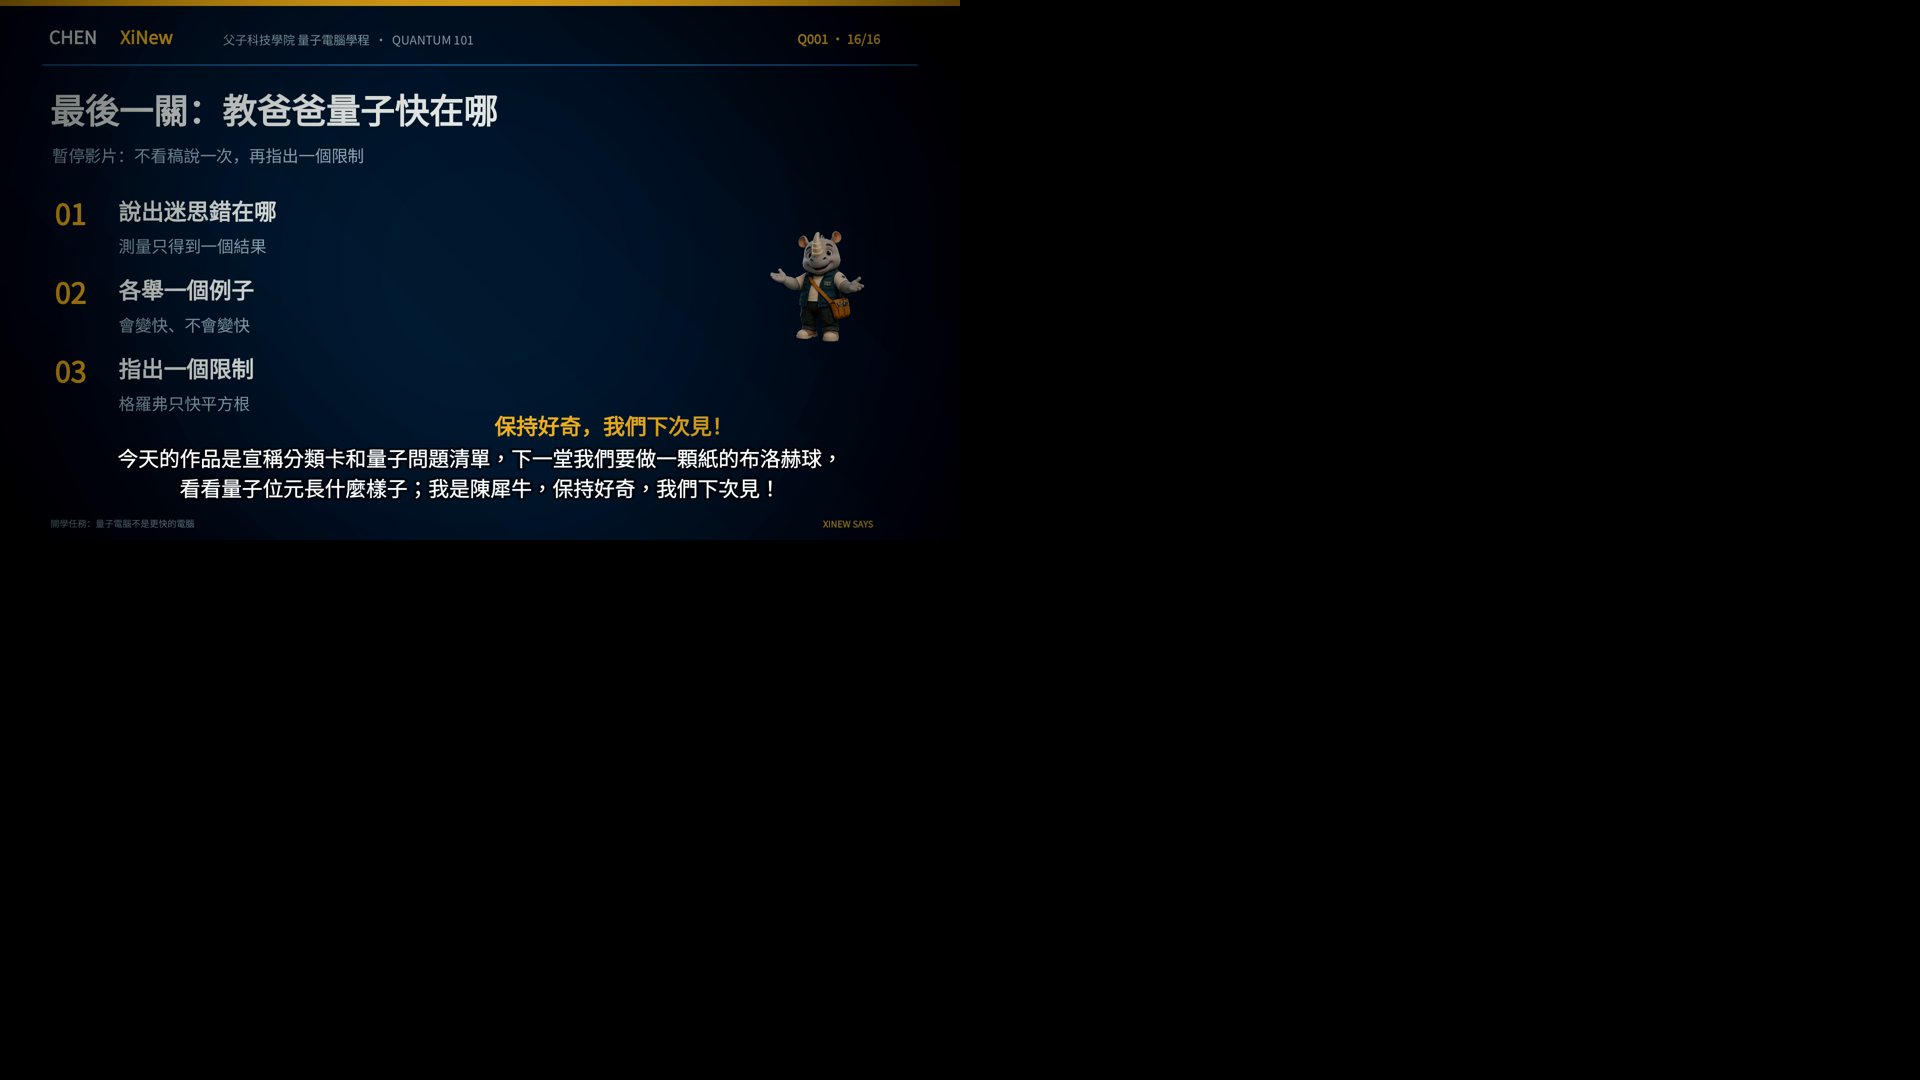 CHEN XiNew 父子科技學院 量子電腦學程 · QUANTUM 101 Q001 · 16/16
最後一關：教爸爸量子快在哪
暫停影片：不看稿說一次，再指出一個限制
01 說出迷思錯在哪
測量只得到一個結果
02 各舉一個例子
會變快、不會變快
03 指出一個限制
格羅弗只快平方根
保持好奇，我們下次見！
今天的作品是宣稱分類卡和量子問題清單，下一堂我們要做一顆紙的布洛赫球，
看看量子位元長什麼樣子；我是陳犀牛，保持好奇，我們下次見！
開學任務：量子電腦不是更快的電腦 XINEW SAYS